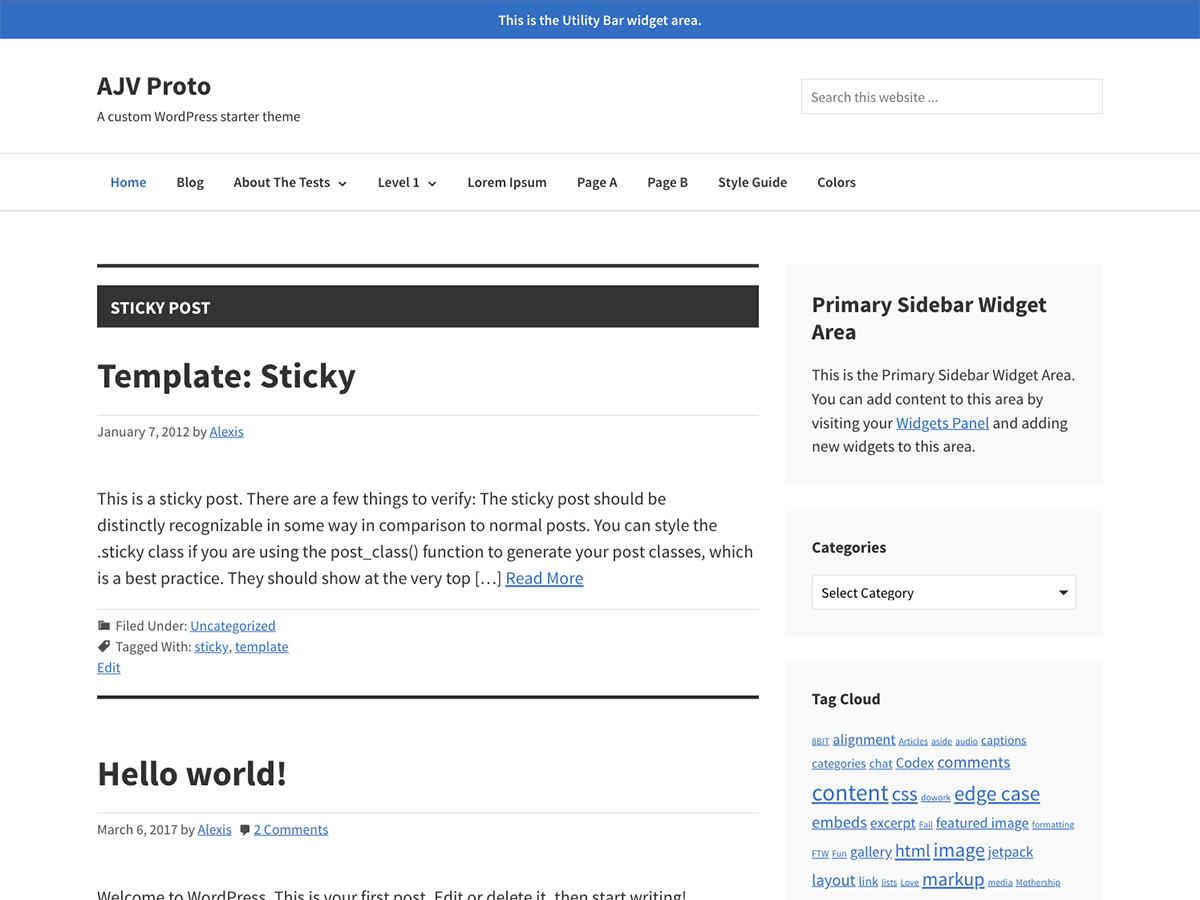 This is the Utility Bar widget area.
AJV Proto
A custom WordPress starter theme
Search this website ...
Home Blog About The Tests Level 1 Lorem Ipsum Page A Page B Style Guide Colors
STICKY POST
Template: Sticky
January 7, 2012 by Alexis
This is a sticky post. There are a few things to verify: The sticky post should be
distinctly recognizable in some way in comparison to normal posts. You can style the
.sticky class if you are using the post_class() function to generate your post classes, which
is a best practice. They should show at the very top […] Read More
Filed Under: Uncategorized
Tagged With: sticky, template
Edit
Hello world!
March 6, 2017 by Alexis 2 Comments
Welcome to WordPress. This is your first post. Edit or delete it, then start writing!
Primary Sidebar Widget
Area
This is the Primary Sidebar Widget Area.
You can add content to this area by
visiting your Widgets Panel and adding
new widgets to this area.
Categories
Select Category
Tag Cloud
8BIT alignment Articles aside audio captions
categories chat Codex comments
content css dowork edge case
embeds excerpt Fail featured image formatting
FTW Fun gallery html image jetpack
layout link lists Love markup media Mothership